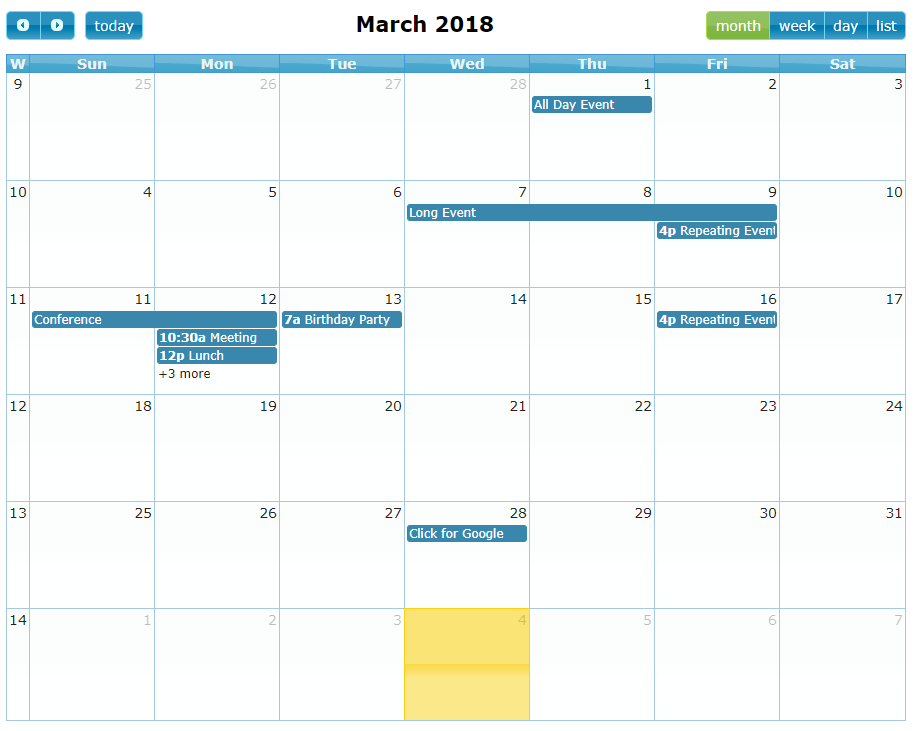 today March 2018 month week day list
W Sun Mon Tue Wed Thu Fri Sat
9 25 26 27 28 1 2 3
All Day Event
10 4 5 6 7 8 9 10
Long Event
4p Repeating Event
11 11 12 13 14 15 16 17
Conference 7a Birthday Party 4p Repeating Event
10:30a Meeting
12p Lunch
+3 more
12 18 19 20 21 22 23 24
13 25 26 27 28 29 30 31
Click for Google
14 1 2 3 4 5 6 7